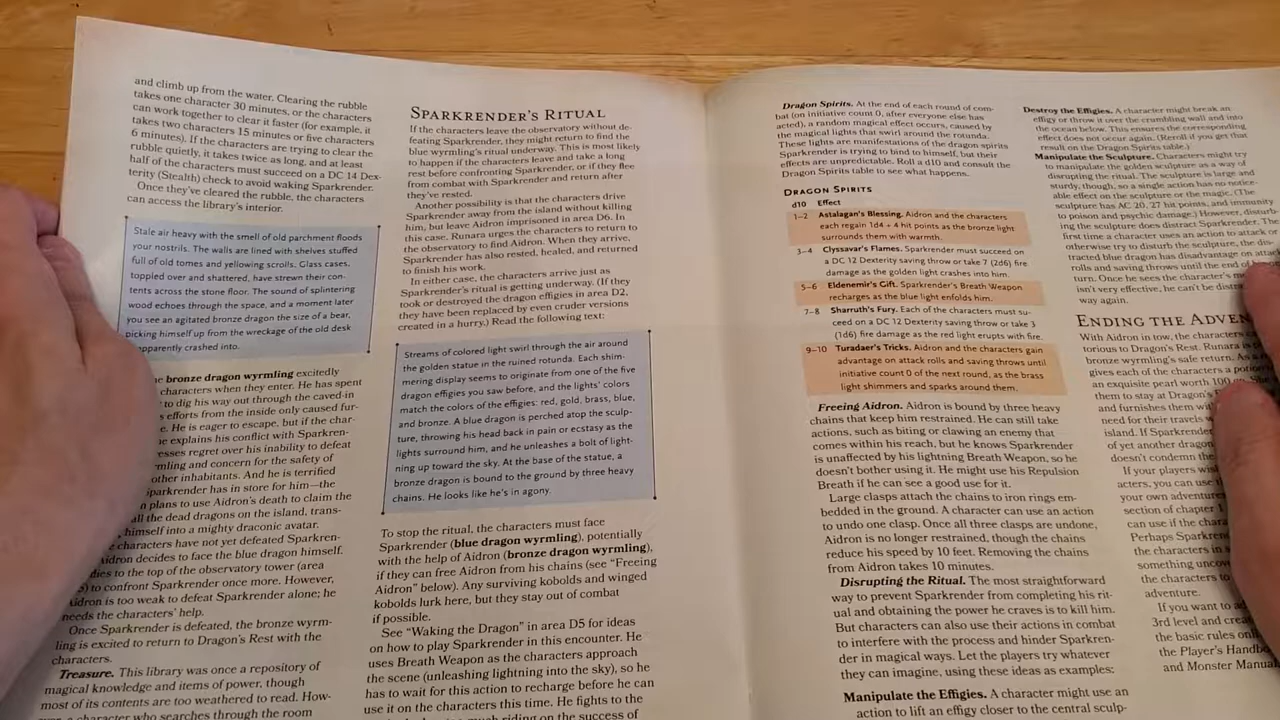 and climb up from the water. Clearing the rubble
takes one character 30 minutes, or the characters
can work together to clear it faster (for example, it
takes two characters 15 minutes or five characters
6 minutes). If the characters are trying to clear the
rubble quietly, it takes twice as long, and at least
half of the characters must succeed on a DC 14 Dex-
terity (Stealth) check to avoid waking Sparkrender.
Once they've cleared the rubble, the characters
can access the library's interior.
Stale air heavy with the smell of old parchment floods
your nostrils. The walls are lined with shelves stuffed
full of old tomes and yellowing scrolls. Glass cases,
toppled over and shattered, have strewn their con-
tents across the stone floor. The sound of splintering
wood echoes through the space, and a moment later
you see an agitated bronze dragon the size of a bear,
picking himself up from the wreckage of the old desk
apparently crashed into.
bronze dragon wyrmling excitedly
characters when they enter. He has spent
to dig his way out through the caved-in
efforts from the inside only caused fur-
e. He is eager to escape, but if the char-
explains his conflict with Sparkren-
esses regret over his inability to defeat
mling and concern for the safety of
other inhabitants. And he is terrified
Sparkrender has in store for him—the
plans to use Aidron's death to claim the
all the dead dragons on the island, trans-
himself into a mighty draconic avatar.
characters have not yet defeated Sparkren-
Aidron decides to face the blue dragon himself.
to the top of the observatory tower (area
to confront Sparkrender once more. However,
Aidron is too weak to defeat Sparkrender alone; he
needs the characters' help.
Once Sparkrender is defeated, the bronze wyrm-
ling is excited to return to Dragon's Rest with the
characters.
Treasure. This library was once a repository of
magical knowledge and items of power, though
most of its contents are too weathered to read. How-
a character who searches through the room
SPARKRENDER'S RITUAL
If the characters leave the observatory without de-
feating Sparkrender, they might return to find the
blue wyrmling's ritual underway. This is most likely
to happen if the characters leave and take a long
rest before confronting Sparkrender, or if they flee
from combat with Sparkrender and return after
they've rested.
Another possibility is that the characters drive
Sparkrender away from the island without killing
him, but leave Aidron imprisoned in area D6. In
this case, Runara urges the characters to return to
the observatory to find Aidron. When they arrive,
Sparkrender has also rested, healed, and returned
to finish his work.
In either case, the characters arrive just as
Sparkrender's ritual is getting underway. (If they
took or destroyed the dragon effigies in area D2,
they have been replaced by even cruder versions
created in a hurry.) Read the following text:
Streams of colored light swirl through the air around
the golden statue in the ruined rotunda. Each shim-
mering display seems to originate from one of the five
dragon effigies you saw before, and the lights' colors
match the colors of the effigies: red, gold, brass, blue,
and bronze. A blue dragon is perched atop the sculp-
ture, throwing his head back in pain or ecstasy as the
lights surround him, and he unleashes a bolt of light-
ning up toward the sky. At the base of the statue, a
bronze dragon is bound to the ground by three heavy
chains. He looks like he's in agony.
To stop the ritual, the characters must face
Sparkrender (blue dragon wyrmling), potentially
with the help of Aidron (bronze dragon wyrmling),
if they can free Aidron from his chains (see "Freeing
Aidron" below). Any surviving kobolds and winged
kobolds lurk here, but they stay out of combat
if possible.
See "Waking the Dragon" in area D5 for ideas
on how to play Sparkrender in this encounter. He
uses Breath Weapon as the characters approach
the scene (unleashing lightning into the sky), so he
has to wait for this action to recharge before he can
use it on the characters this time. He fights to the
much riding on the success of
Dragon Spirits. At the end of each round of com-
bat (on initiative count 0, after everyone else has
acted), a random magical effect occurs, caused by
the magical lights that swirl around the rotunda.
These lights are manifestations of the dragon spirits
Sparkrender is trying to bind to himself, but their
effects are unpredictable. Roll a d10 and consult the
Dragon Spirits table to see what happens.
DRAGON SPIRITS
d10 Effect
1–2 Astalagan's Blessing. Aidron and the characters
each regain 1d4 + 4 hit points as the bronze light
surrounds them with warmth.
3–4 Clyssavar's Flames. Sparkrender must succeed on
a DC 12 Dexterity saving throw or take 7 (2d6) fire
damage as the golden light crashes into him.
5–6 Eldenemir's Gift. Sparkrender's Breath Weapon
recharges as the blue light enfolds him.
7–8 Sharruth's Fury. Each of the characters must suc-
ceed on a DC 12 Dexterity saving throw or take 3
(1d6) fire damage as the red light erupts with fire.
9–10 Turadaer's Tricks. Aidron and the characters gain
advantage on attack rolls and saving throws until
initiative count 0 of the next round, as the brass
light shimmers and sparks around them.
Freeing Aidron. Aidron is bound by three heavy
chains that keep him restrained. He can still take
actions, such as biting or clawing an enemy that
comes within his reach, but he knows Sparkrender
is unaffected by his lightning Breath Weapon, so he
doesn't bother using it. He might use his Repulsion
Breath if he can see a good use for it.
Large clasps attach the chains to iron rings em-
bedded in the ground. A character can use an action
to undo one clasp. Once all three clasps are undone,
Aidron is no longer restrained, though the chains
reduce his speed by 10 feet. Removing the chains
from Aidron takes 10 minutes.
Disrupting the Ritual. The most straightforward
way to prevent Sparkrender from completing his rit-
ual and obtaining the power he craves is to kill him.
But characters can also use their actions in combat
to interfere with the process and hinder Sparkren-
der in magical ways. Let the players try whatever
they can imagine, using these ideas as examples:
Manipulate the Effigies. A character might use an
action to lift an effigy closer to the central sculp-
Destroy the Effigies. A character might break an
effigy or throw it over the crumbling wall and into
the ocean below. This ensures the corresponding
effect does not occur again. (Reroll if you get that
result on the Dragon Spirits table.)
Manipulate the Sculpture. Characters might try
to manipulate the golden sculpture as a way of
disrupting the ritual. The sculpture is large and
sturdy, though, so a single action has no notice-
able effect on the sculpture or the magic. (The
sculpture has AC 20, 27 hit points, and immunity
to poison and psychic damage.) However, disturb-
ing the sculpture does distract Sparkrender. The
first time a character uses an action to attack or
otherwise try to disturb the sculpture, the dis-
tracted blue dragon has disadvantage on attack
rolls and saving throws until the end of
turn. Once he sees the character's
isn't very effective, he can't be
way again.
ENDING THE ADVEN
With Aidron in tow, the characters
torious to Dragon's Rest. Runara is
bronze wyrmling's safe return. As a
gives each of the characters a potion
an exquisite pearl worth 100
them to stay at Dragon's
and furnishes them
need for their travels
island. If Sparkrender
of yet another dragon
doesn't condemn the
If your players wish
acters, you can use
your own adventures
section of chapter 1
can use if the chara
Perhaps Sparkren
the characters in
something uncov
the characters to
adventure.
If you want to
3rd level and crea
the basic rules onl
the Player's Handbo
and Monster Manual